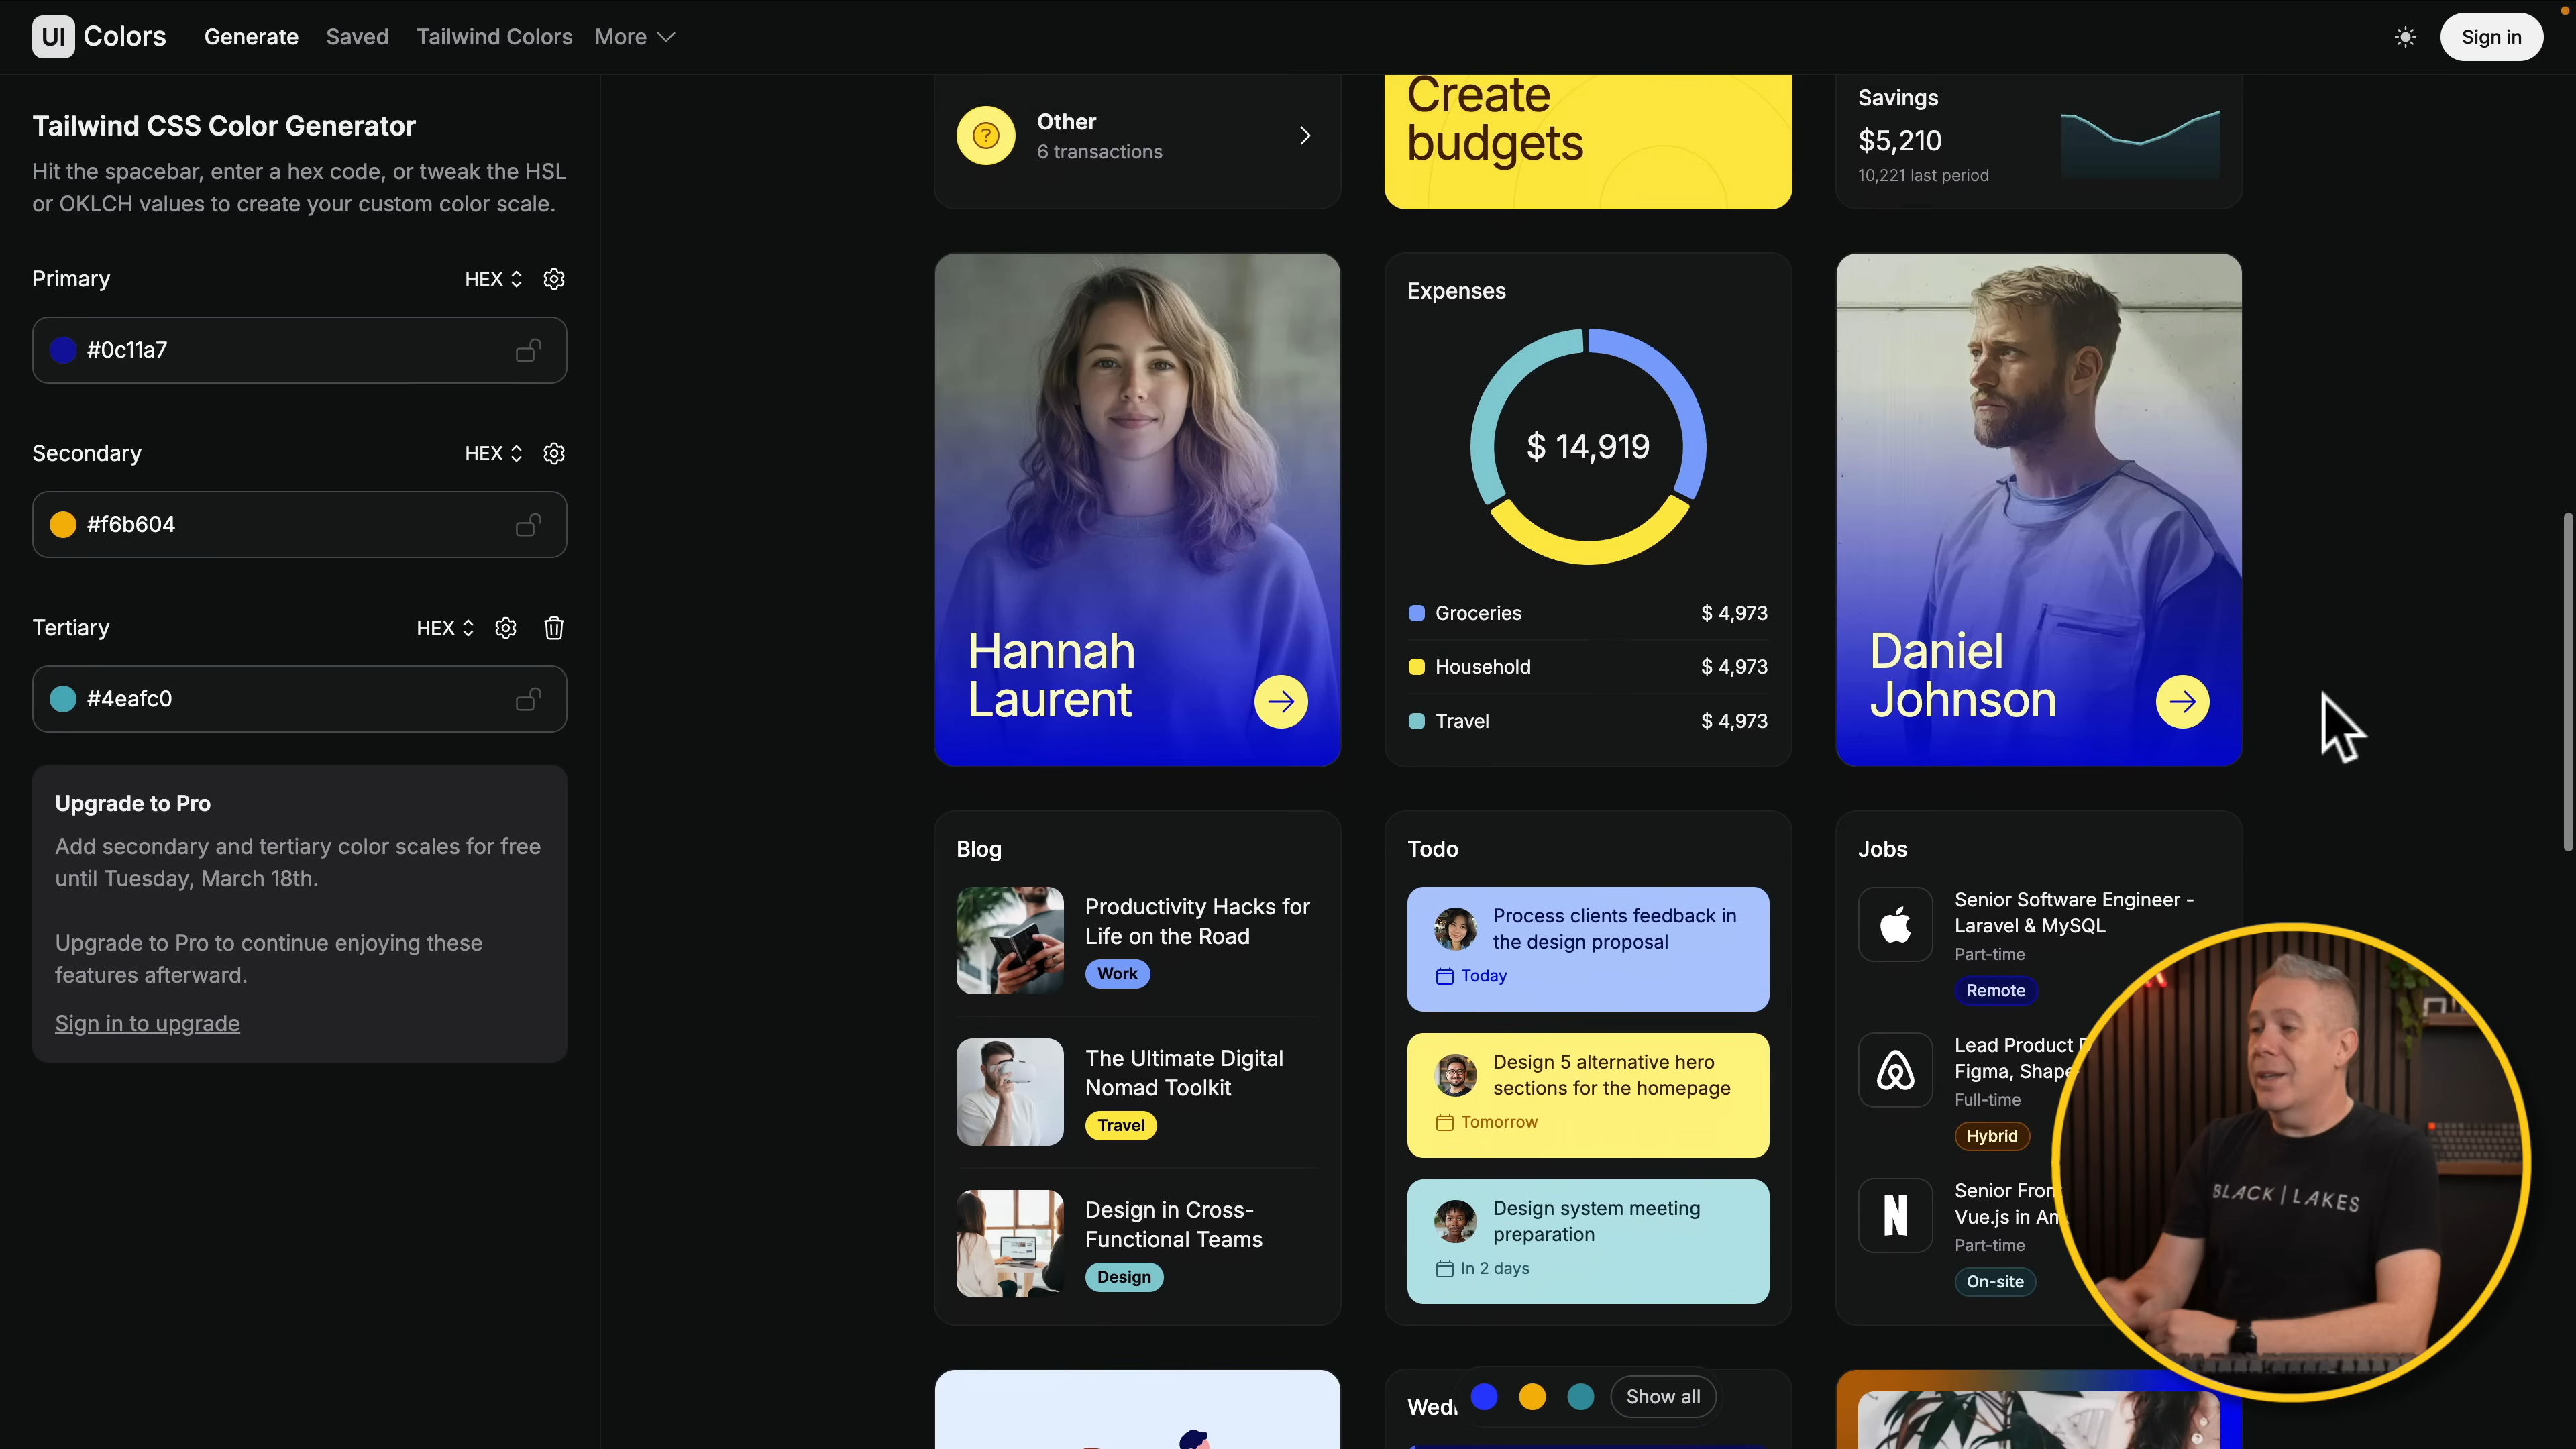 UI Colors Generate Saved Tailwind Colors More Sign in
Tailwind CSS Color Generator
Hit the spacebar, enter a hex code, or tweak the HSL
or OKLCH values to create your custom color scale.
Primary HEX
#0c11a7
Secondary HEX
#f6b604
Tertiary HEX
#4eafc0
Upgrade to Pro
Add secondary and tertiary color scales for free
until Tuesday, March 18th.
Upgrade to Pro to continue enjoying these
features afterward.
Sign in to upgrade
?
Other
6 transactions
Create
budgets
Savings
$5,210
10,221 last period
Hannah
Laurent
Expenses
$ 14,919
Groceries $ 4,973
Household $ 4,973
Travel $ 4,973
Daniel
Johnson
Blog
Productivity Hacks for
Life on the Road
Work
The Ultimate Digital
Nomad Toolkit
Travel
Design in Cross-
Functional Teams
Design
Todo
Process clients feedback in
the design proposal
Today
Design 5 alternative hero
sections for the homepage
Tomorrow
Design system meeting
preparation
In 2 days
Jobs
Senior Software Engineer -
Laravel & MySQL
Part-time
Remote
Lead Product
Figma,
Full-time
Hybrid
N
Senior
Vue.js in
Part-time
On-site
BLACK | LAKES
Show all